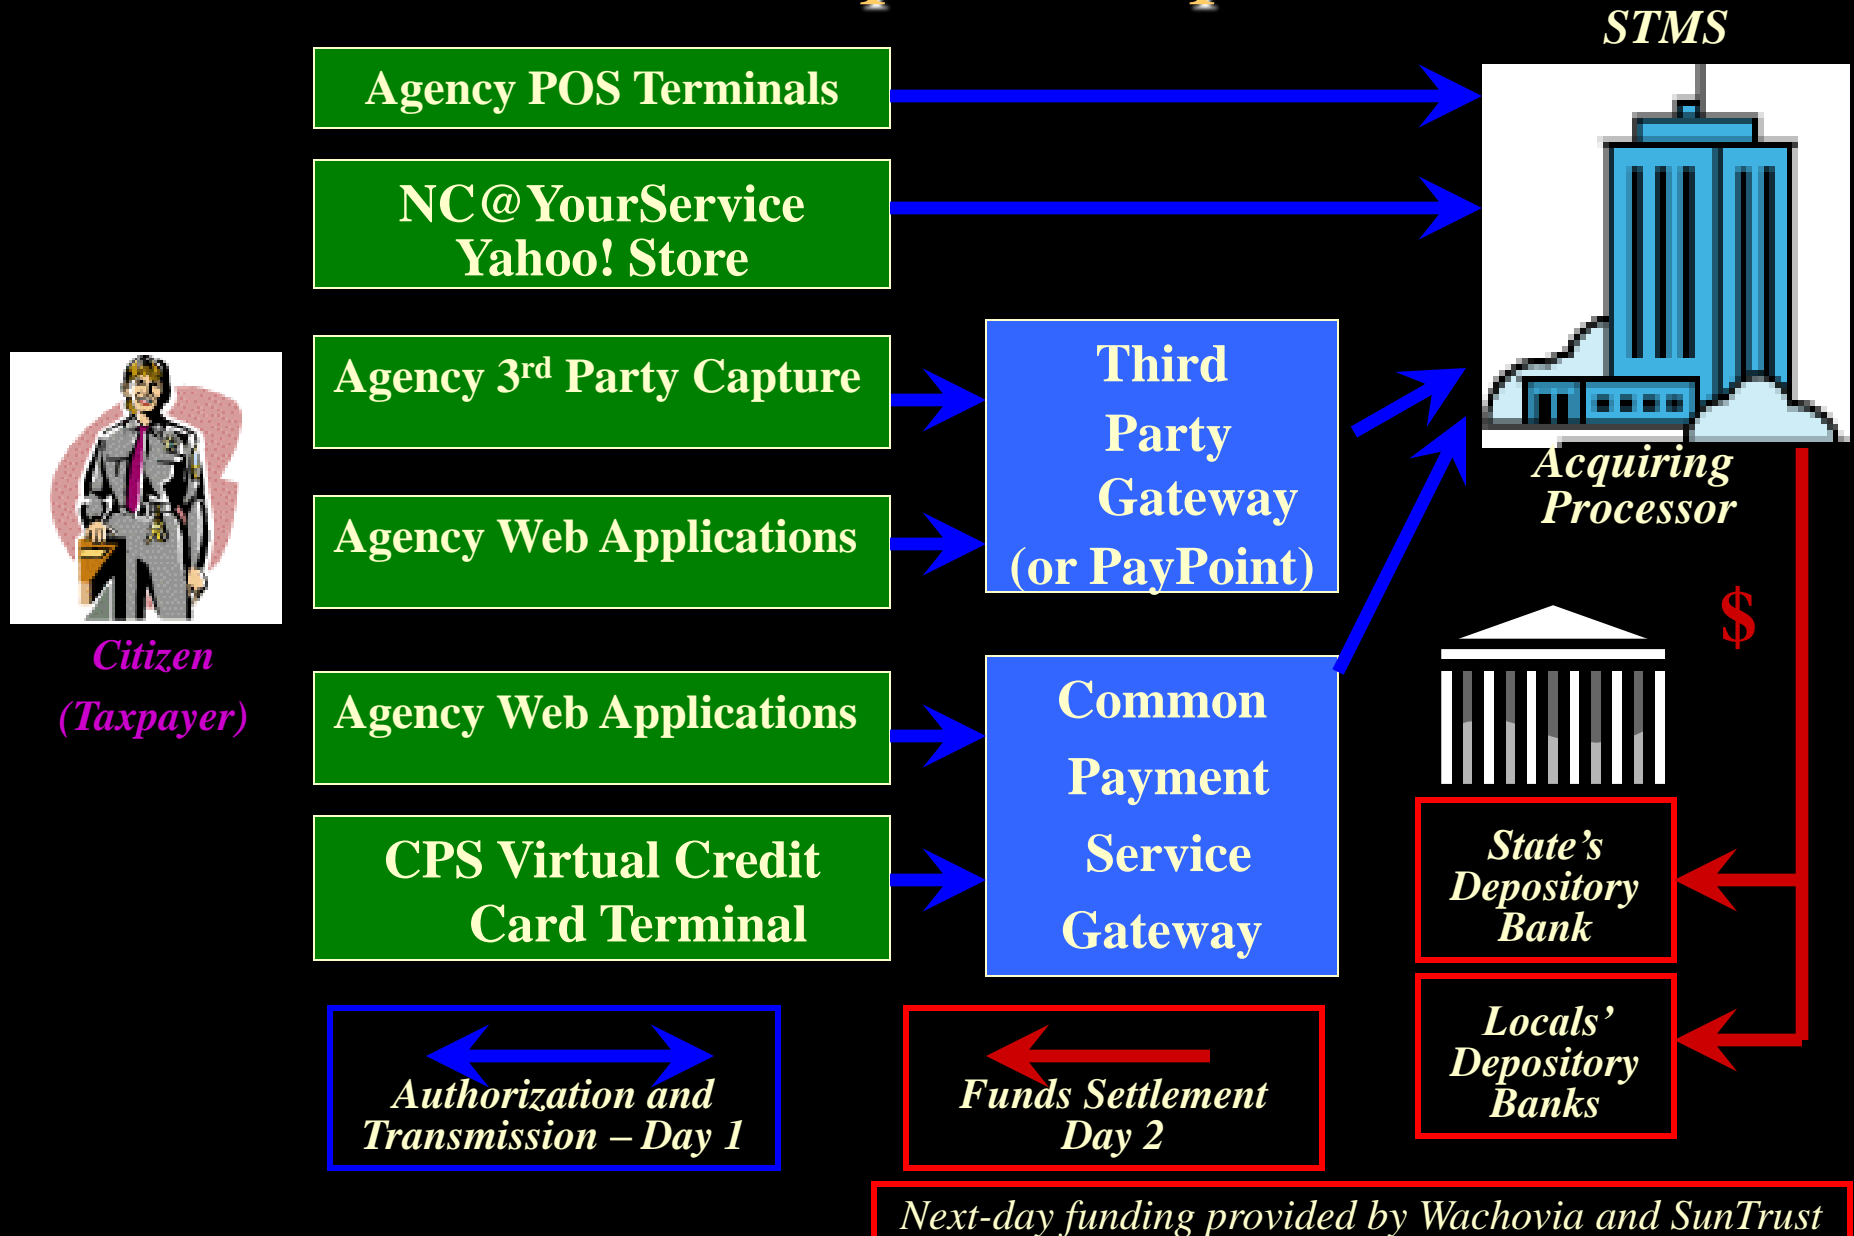 STMS
Agency POS Terminals
NC@YourService
Yahoo! Store
Agency 3rd Party Capture
Agency Web Applications
Third
Party
Gateway
(or PayPoint)
Acquiring
Processor
Citizen
(Taxpayer)
$
Agency Web Applications
CPS Virtual Credit
Card Terminal
Common
Payment
Service
Gateway
State’s
Depository
Bank
Locals’
Depository
Banks
Authorization and
Transmission – Day 1
Funds Settlement
Day 2
Next-day funding provided by Wachovia and SunTrust